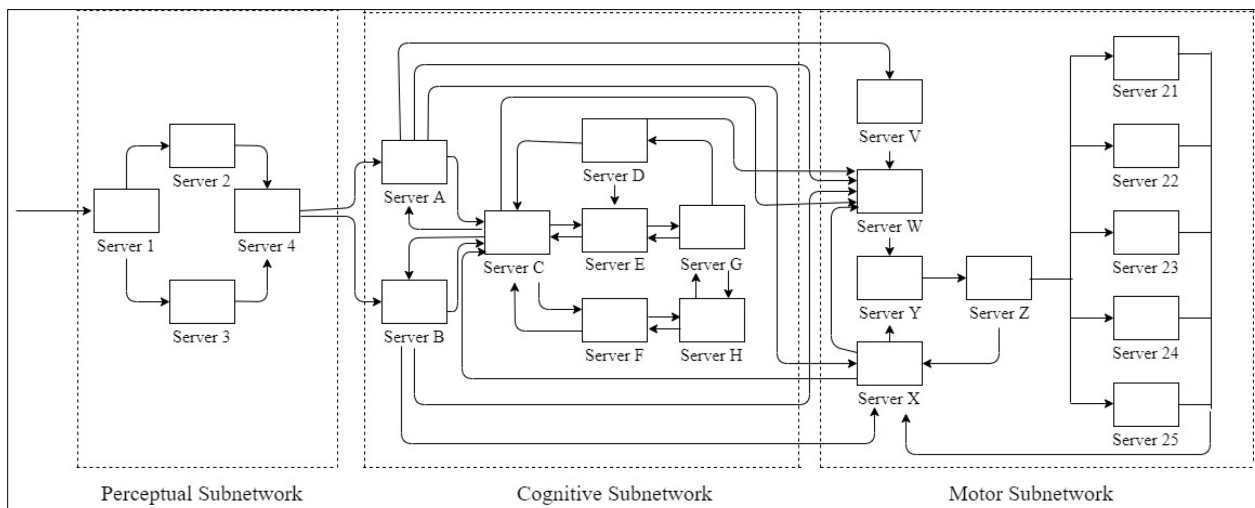 Server 1
Server 2
Server 3
Server 4
Perceptual Subnetwork
Server A
Server B
Server C
Server D
Server E
Server F
Server G
Server H
Cognitive Subnetwork
Server V
Server W
Server Y
Server X
Server Z
Server 21
Server 22
Server 23
Server 24
Server 25
Motor Subnetwork